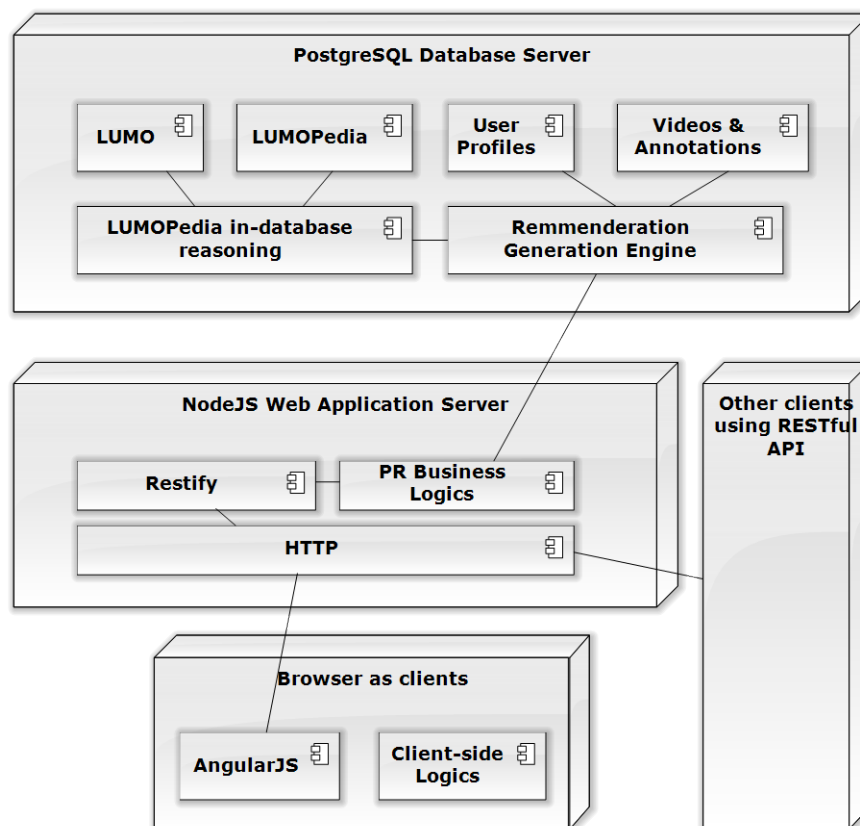 PostgreSQL Database Server
LUMO
LUMOPedia
User
Profiles
Videos &
Annotations
LUMOPedia in-database
reasoning
Remmenderation
Generation Engine
NodeJS Web Application Server
Other clients
using RESTful
API
Restify
PR Business
Logics
HTTP
Browser as clients
AngularJS
Client-side
Logics